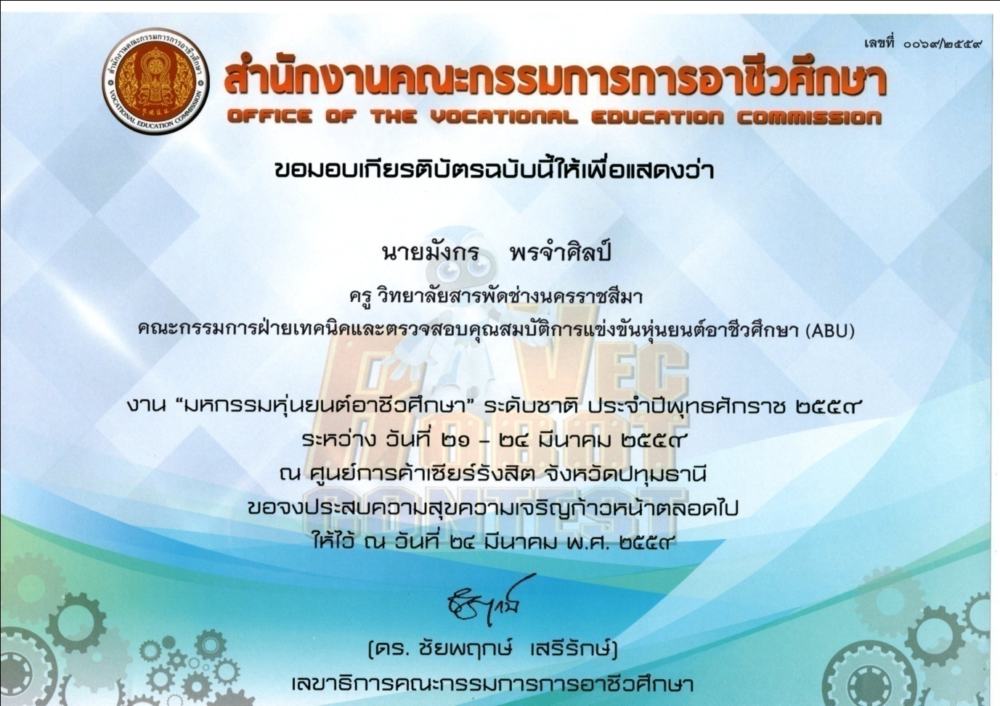 เลขที่ ๐๐๖๙/๒๕๕๙
สำนักงานคณะกรรมการการอาชีวศึกษา
VOCATIONAL EDUCATION COMMISSION
สำนักงานคณะกรรมการการอาชีวศึกษา
OFFICE OF THE VOCATIONAL EDUCATION COMMISSION
ขอมอบเกียรติบัตรฉบับนี้ให้เพื่อแสดงว่า
นายมังกร พรจำศิลป์
ครู วิทยาลัยสารพัดช่างนครราชสีมา
คณะกรรมการฝ่ายเทคนิคและตรวจสอบคุณสมบัติการแข่งขันหุ่นยนต์อาชีวศึกษา (ABU)
VEC
ROBOT
CONTEST
งาน “มหกรรมหุ่นยนต์อาชีวศึกษา” ระดับชาติ ประจำปีพุทธศักราช ๒๕๕๙
ระหว่าง วันที่ ๒๑ – ๒๔ มีนาคม ๒๕๕๙
ณ ศูนย์การค้าเซียร์รังสิต จังหวัดปทุมธานี
ขอจงประสบความสุขความเจริญก้าวหน้าตลอดไป
ให้ไว้ ณ วันที่ ๒๔ มีนาคม พ.ศ. ๒๕๕๙
(ดร. ชัยพฤกษ์ เสรีรักษ์)
เลขาธิการคณะกรรมการการอาชีวศึกษา